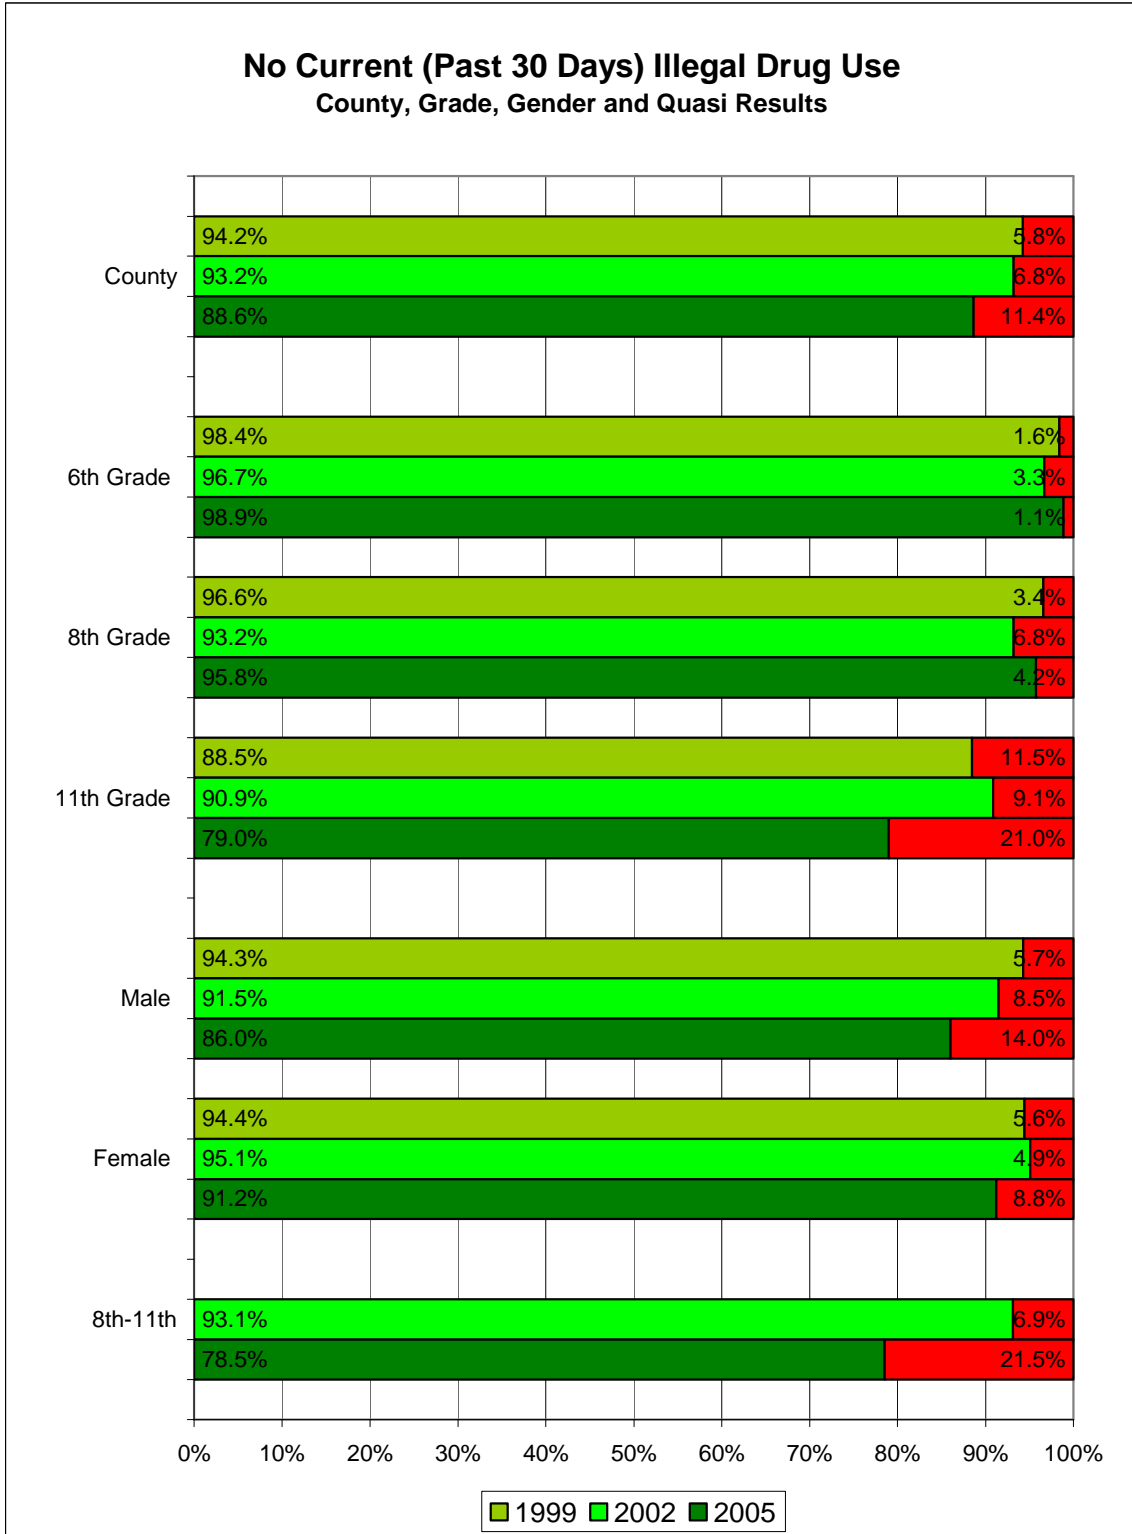 No Current (Past 30 Days) Illegal Drug Use
County, Grade, Gender and Quasi Results
94.2% 5.8%
County 93.2% 6.8%
88.6% 11.4%
98.4% 1.6%
6th Grade 96.7% 3.3%
98.9% 1.1%
96.6% 3.4%
8th Grade 93.2% 6.8%
95.8% 4.2%
88.5% 11.5%
11th Grade 90.9% 9.1%
79.0% 21.0%
94.3% 5.7%
Male 91.5% 8.5%
86.0% 14.0%
94.4% 5.6%
Female 95.1% 4.9%
91.2% 8.8%
8th-11th 93.1% 6.9%
78.5% 21.5%
0% 10% 20% 30% 40% 50% 60% 70% 80% 90% 100%
1999 2002 2005